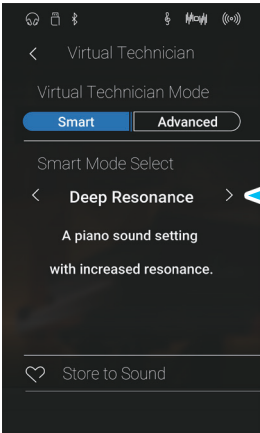 Virtual Technician
Virtual Technician Mode
Smart Advanced
Smart Mode Select
Deep Resonance
A piano sound setting
with increased resonance.
Store to Sound